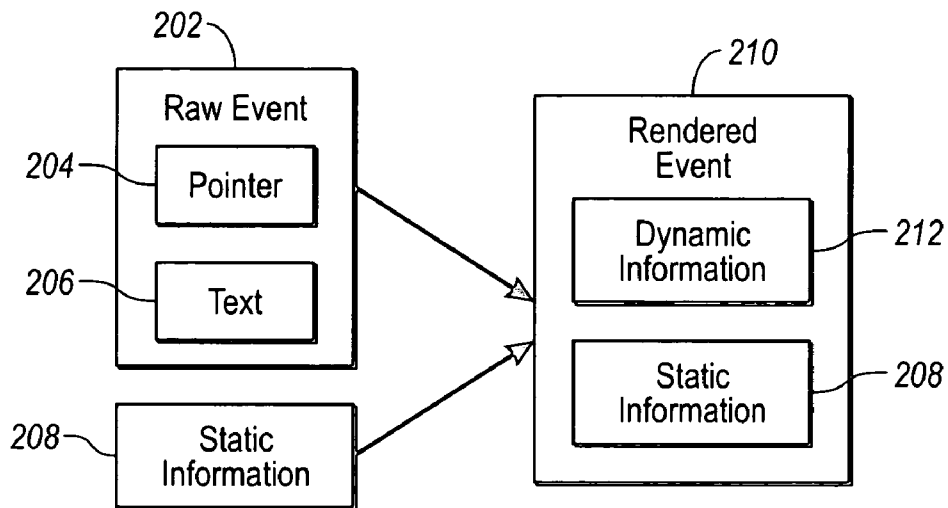 202
Raw Event
204
Pointer
206
Text
208
Static
Information
210
Rendered
Event
Dynamic
Information
212
Static
Information
208